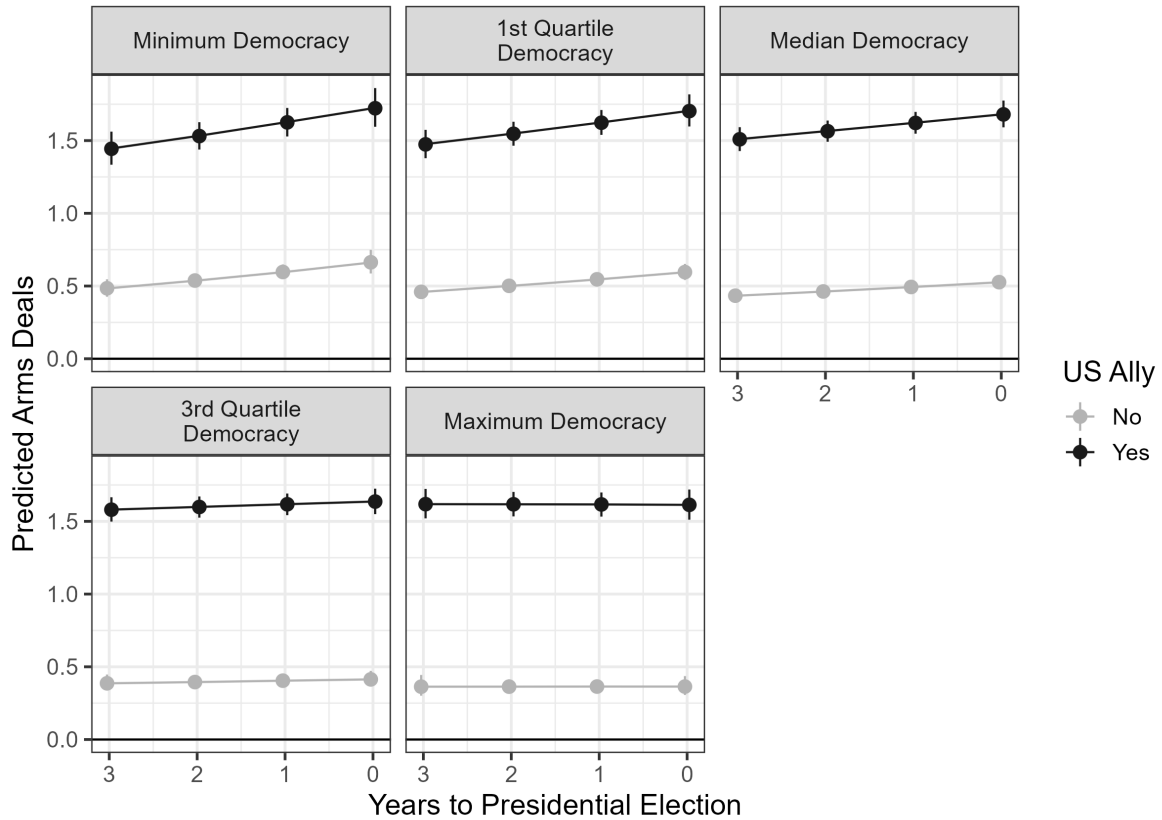 Minimum Democracy
1st Quartile
Democracy
Median Democracy
1.5
1.0
0.5
0.0
3 2 1 0
3rd Quartile
Democracy
Maximum Democracy
1.5
1.0
0.5
0.0
3 2 1 0
3 2 1 0
Predicted Arms Deals
Years to Presidential Election
US Ally
No
Yes